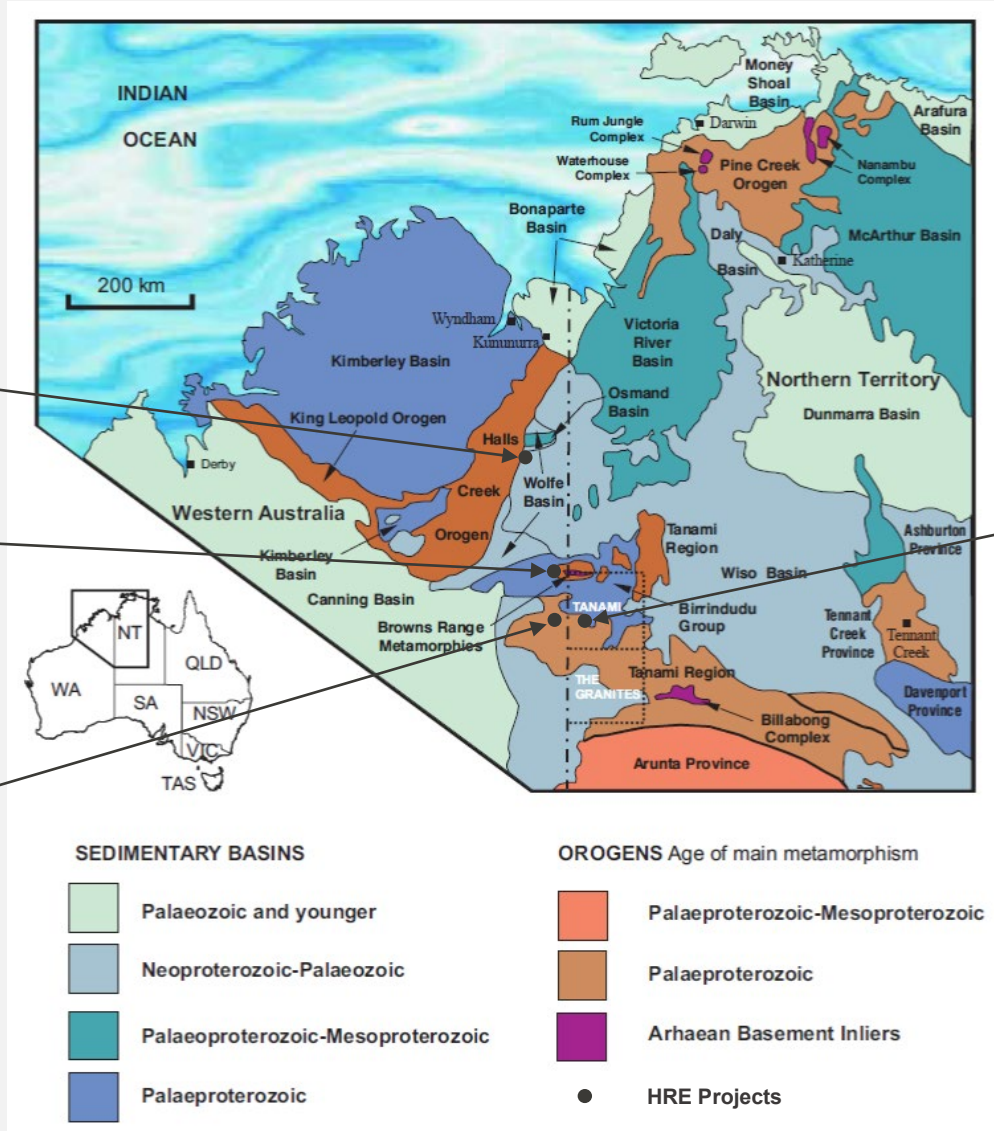 INDIAN
OCEAN
Money
Shoal
Basin
Arafura
Basin
Rum Jungle
Complex
Darwin
Waterhouse
Complex
Pine Creek
Orogen
Nanambu
Complex
Bonaparte
Basin
Daly
Basin
McArthur Basin
Katherine
200 km
Wyndham
Kununurra
Kimberley Basin
Victoria
River
Basin
Northern Territory
Dunmarra Basin
Osmand
Basin
King Leopold Orogen
Halls
Creek
Orogen
Derby
Wolfe
Basin
Western Australia
Kimberley
Basin
Tanami
Region
Ashburton
Province
Wiso Basin
Canning Basin
TANAMI
Birrindudu
Group
Browns Range
Metamorphies
Tennant
Creek
Province
Tennant
Creek
Tanami Region
THE
GRANITES
Davenport
Province
Billabong
Complex
Arunta Province
NT
QLD
WA
SA
NSW
VIC
TAS
SEDIMENTARY BASINS
Palaeozoic and younger
Neoproterozoic-Palaeozoic
Palaeoproterozoic-Mesoproterozoic
Palaeproterozoic
OROGENS Age of main metamorphism
Palaeproterozoic-Mesoproterozoic
Palaeproterozoic
Arhaean Basement Inliers
HRE Projects